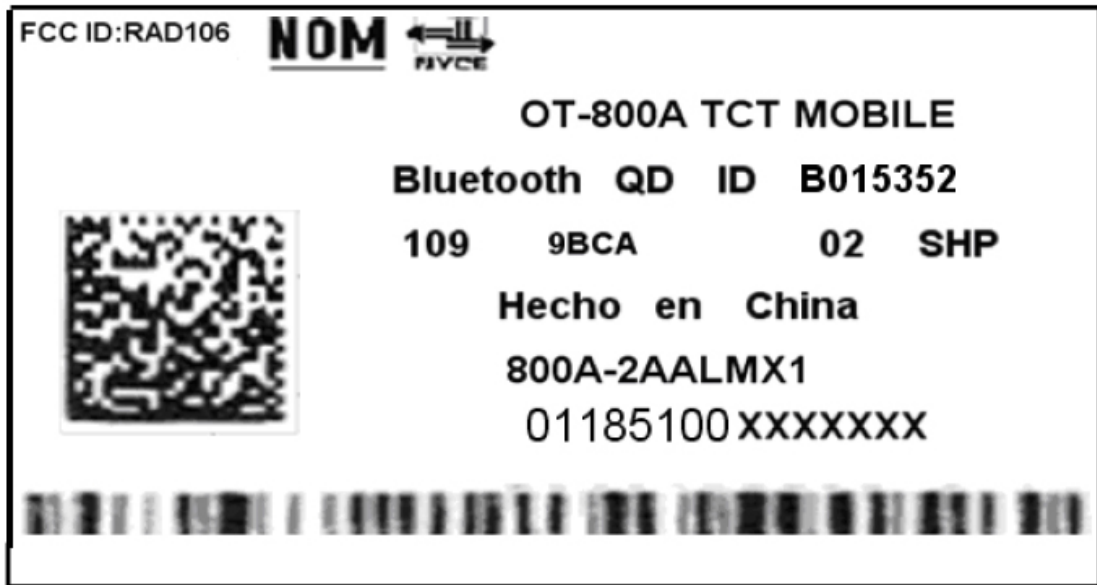 FCC ID:RAD106 NOM NYCE
OT-800A TCT MOBILE
Bluetooth QD ID B015352
109 9BCA 02 SHP
Hecho en China
800A-2AALMX1
01185100XXXXXXX